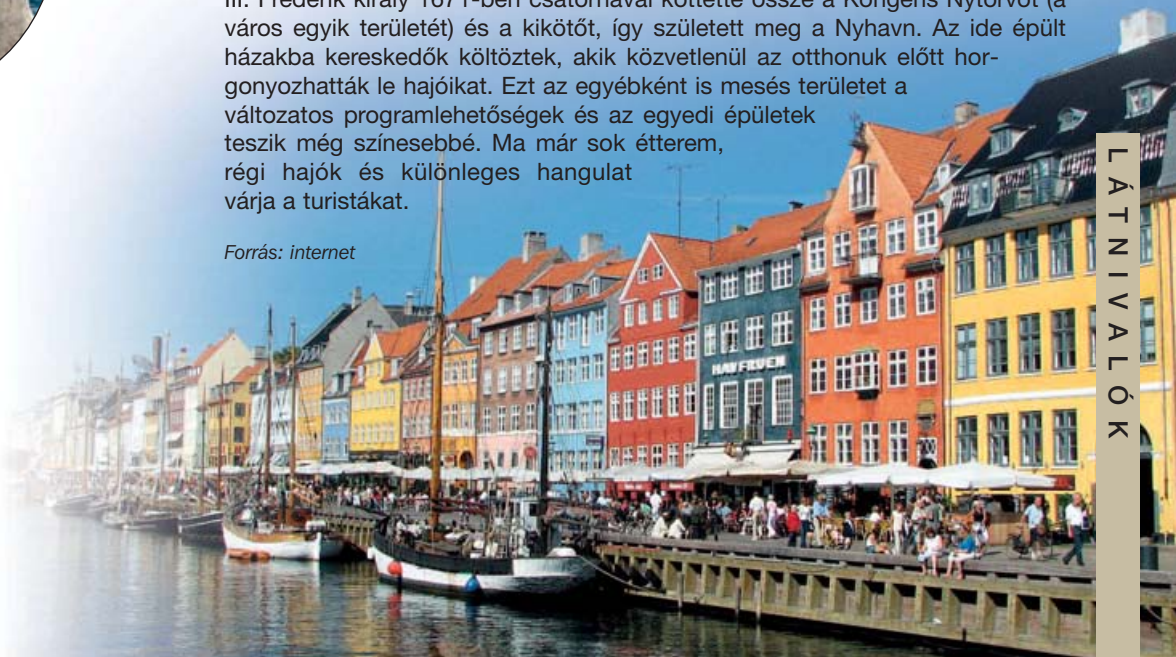 III. Frederik király 1671-ben csatornával köttette össze a Kongens Nytorvot (a
város egyik területét) és a kikötőt, így született meg a Nyhavn. Az ide épült
házakba kereskedők költöztek, akik közvetlenül az otthonuk előtt hor-
gonyozhatták le hajóikat. Ezt az egyébként is mesés területet a
változatos programlehetőségek és az egyedi épületek
teszik még színesebbé. Ma már sok étterem,
régi hajók és különleges hangulat
várja a turistákat.
Forrás: internet
HAVFRUEN
LÁTNIVALÓK